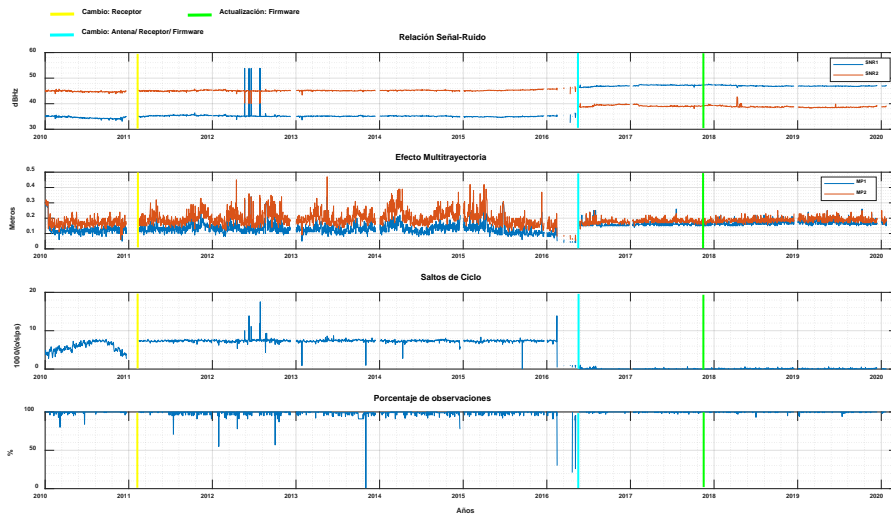 Cambio: Receptor
Actualización: Firmware
Cambio: Antena/ Receptor/ Firmware
Relación Señal-Ruido
60
50
40
30
dBHz
SNR1
SNR2
2010 2011 2012 2013 2014 2015 2016 2017 2018 2019 2020
Efecto Multitrayectoria
0.5
0.4
0.3
0.2
0.1
0
Metros
MP1
MP2
2010 2011 2012 2013 2014 2015 2016 2017 2018 2019 2020
Saltos de Ciclo
20
10
0
1000/(o/slps)
2010 2011 2012 2013 2014 2015 2016 2017 2018 2019 2020
Porcentaje de observaciones
100
50
0
%
2010 2011 2012 2013 2014 2015 2016 2017 2018 2019 2020
Años